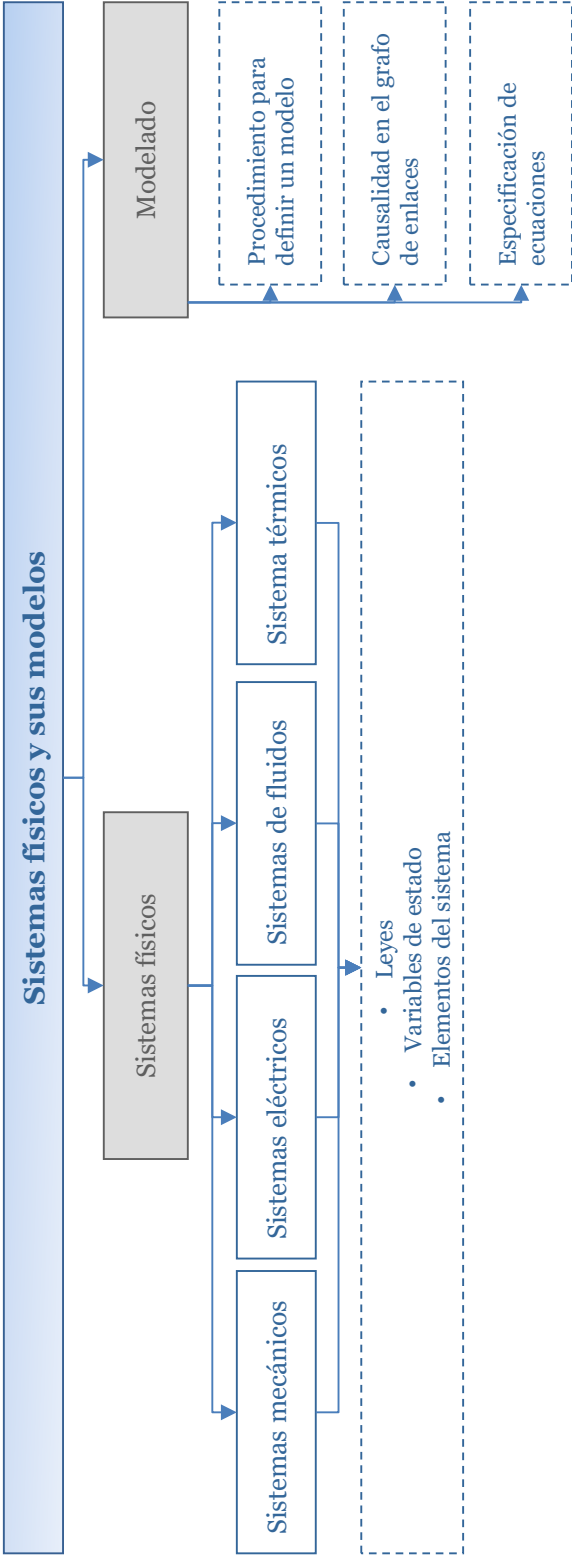 Sistemas físicos y sus modelos
Sistemas físicos
Modelado
Sistemas mecánicos
Sistemas eléctricos
Sistemas de fluidos
Sistema térmicos
• Leyes
• Variables de estado
• Elementos del sistema
Procedimiento para
definir un modelo
Causalidad en el grafo
de enlaces
Especificación de
ecuaciones